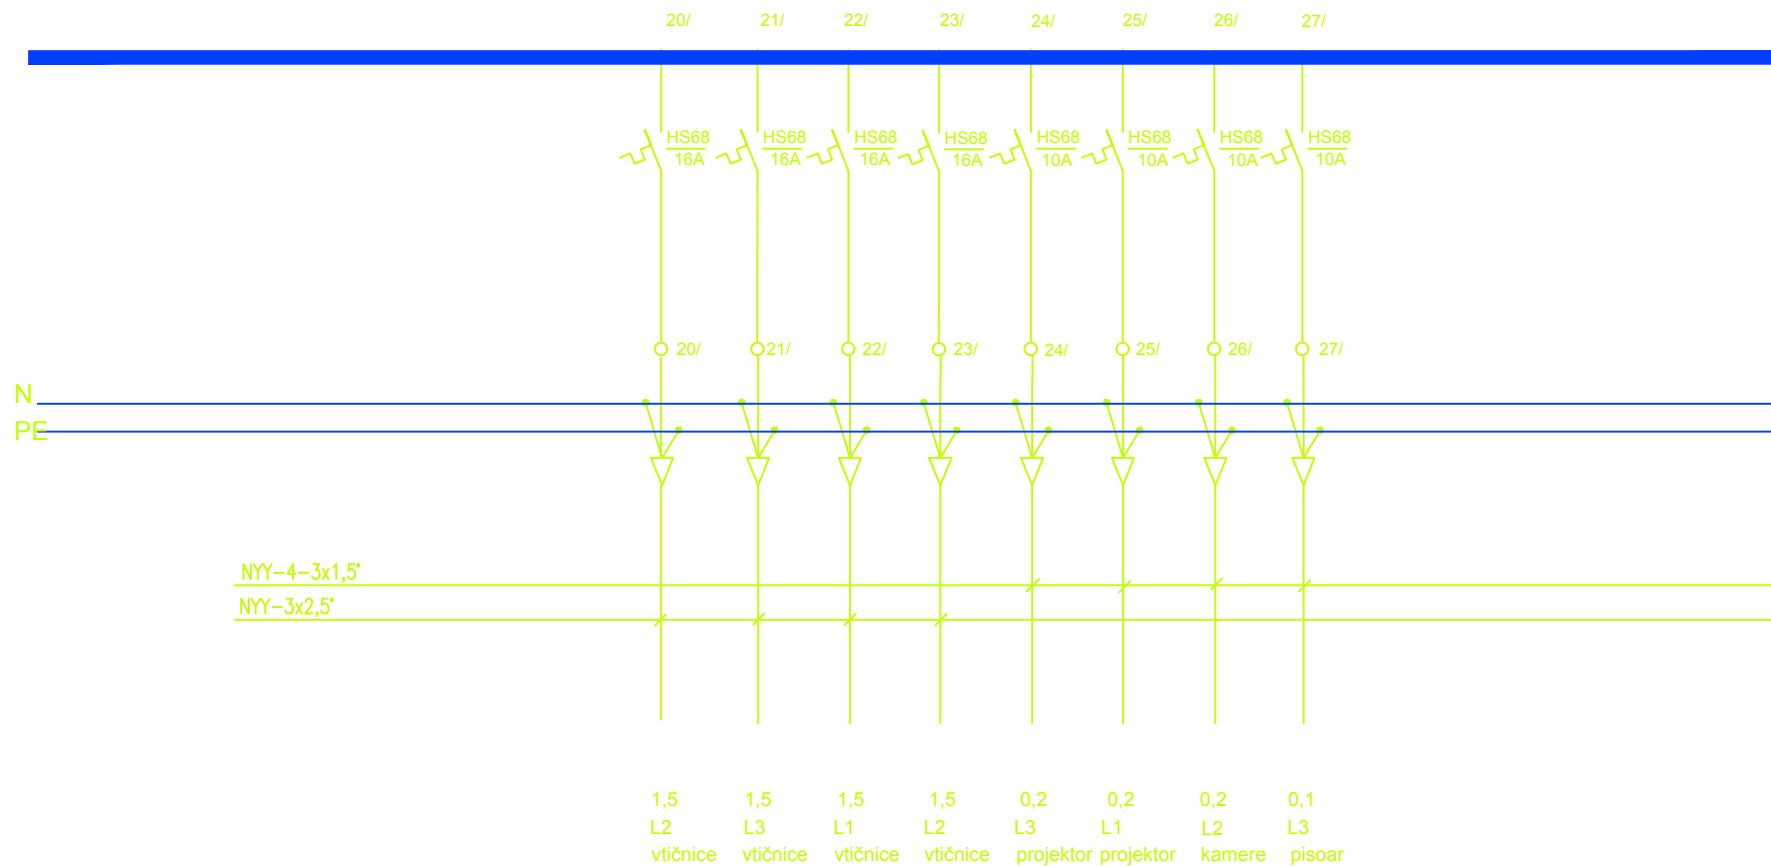 20/ 21/ 22/ 23/ 24/ 25/ 26/ 27/
HS68 HS68 HS68 HS68 HS68 HS68 HS68 HS68
16A 16A 16A 16A 10A 10A 10A 10A
20/ 21/ 22/ 23/ 24/ 25/ 26/ 27/
N
PE
NYY-4-3x1,5"
NYY-3x2,5"
1,5 1,5 1,5 1,5 0,2 0,2 0,2 0,1
L2 L3 L1 L2 L3 L1 L2 L3
vtičnice vtičnice vtičnice vtičnice projektor projektor kamere pisoar